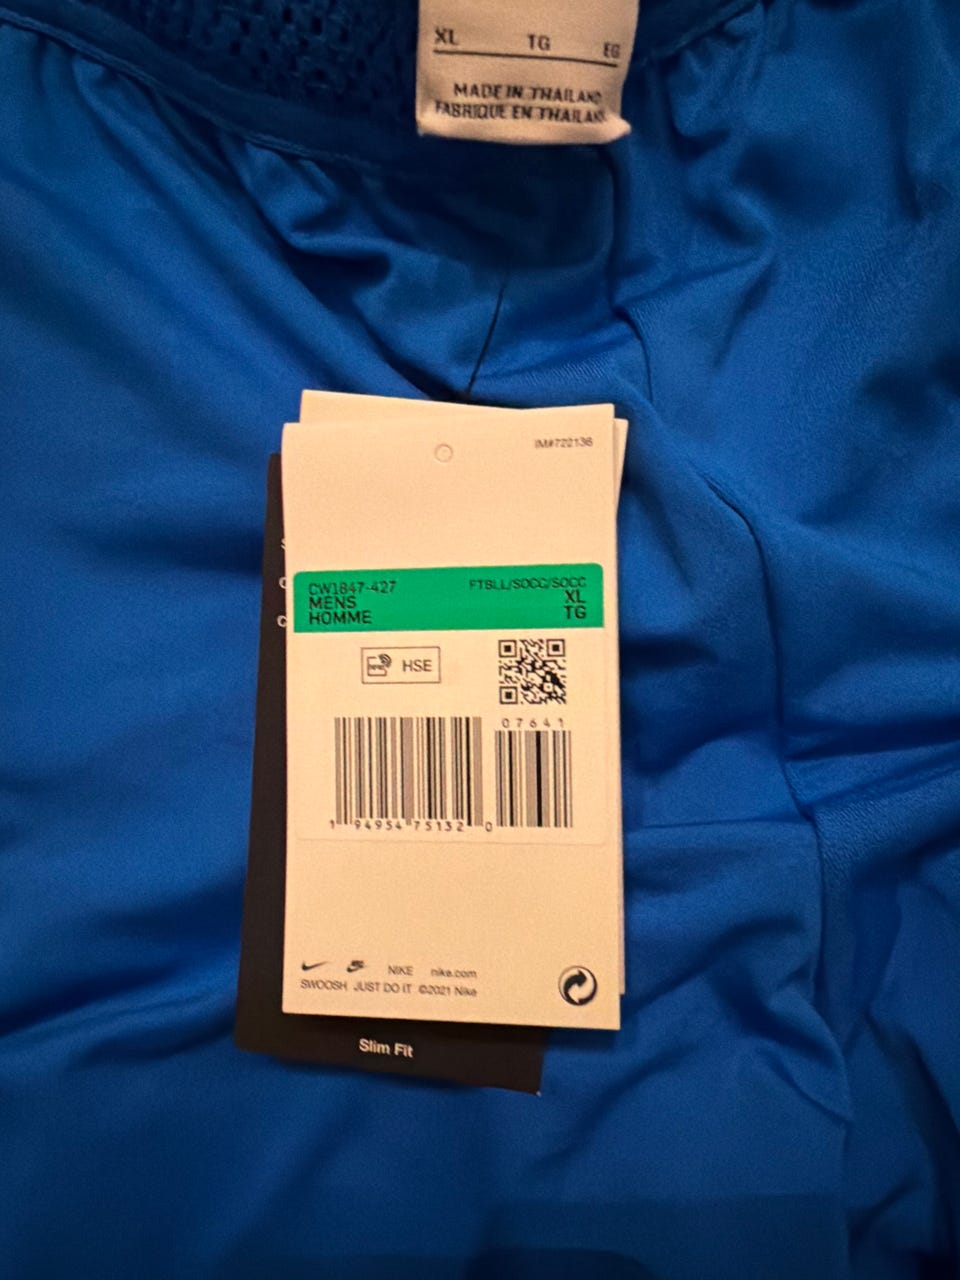 XL TG EG
MADE IN THAILAND
FABRIQUE EN THAILAN
IM#722136
CW1847-427 FTBLL/SOCC/SOCC
MENS XL
HOMME TG
HSE
07641
1 94954 75132 0
NIKE nike.com
SWOOSH JUST DO IT ©2021 Nike
Slim Fit